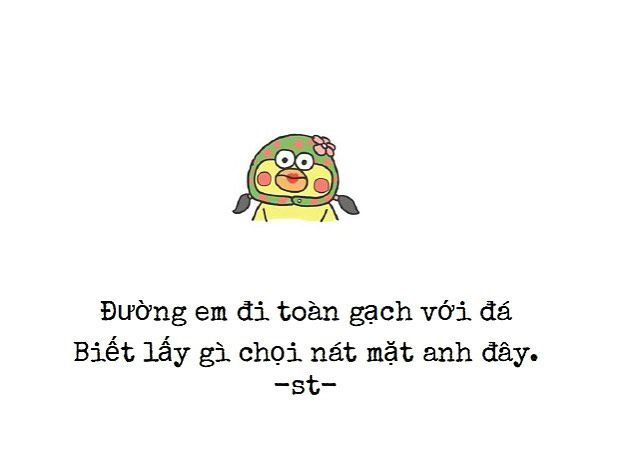 Đường em đi toàn gạch với đá
Biết lấy gì chọi nát mặt anh đây.
-st-